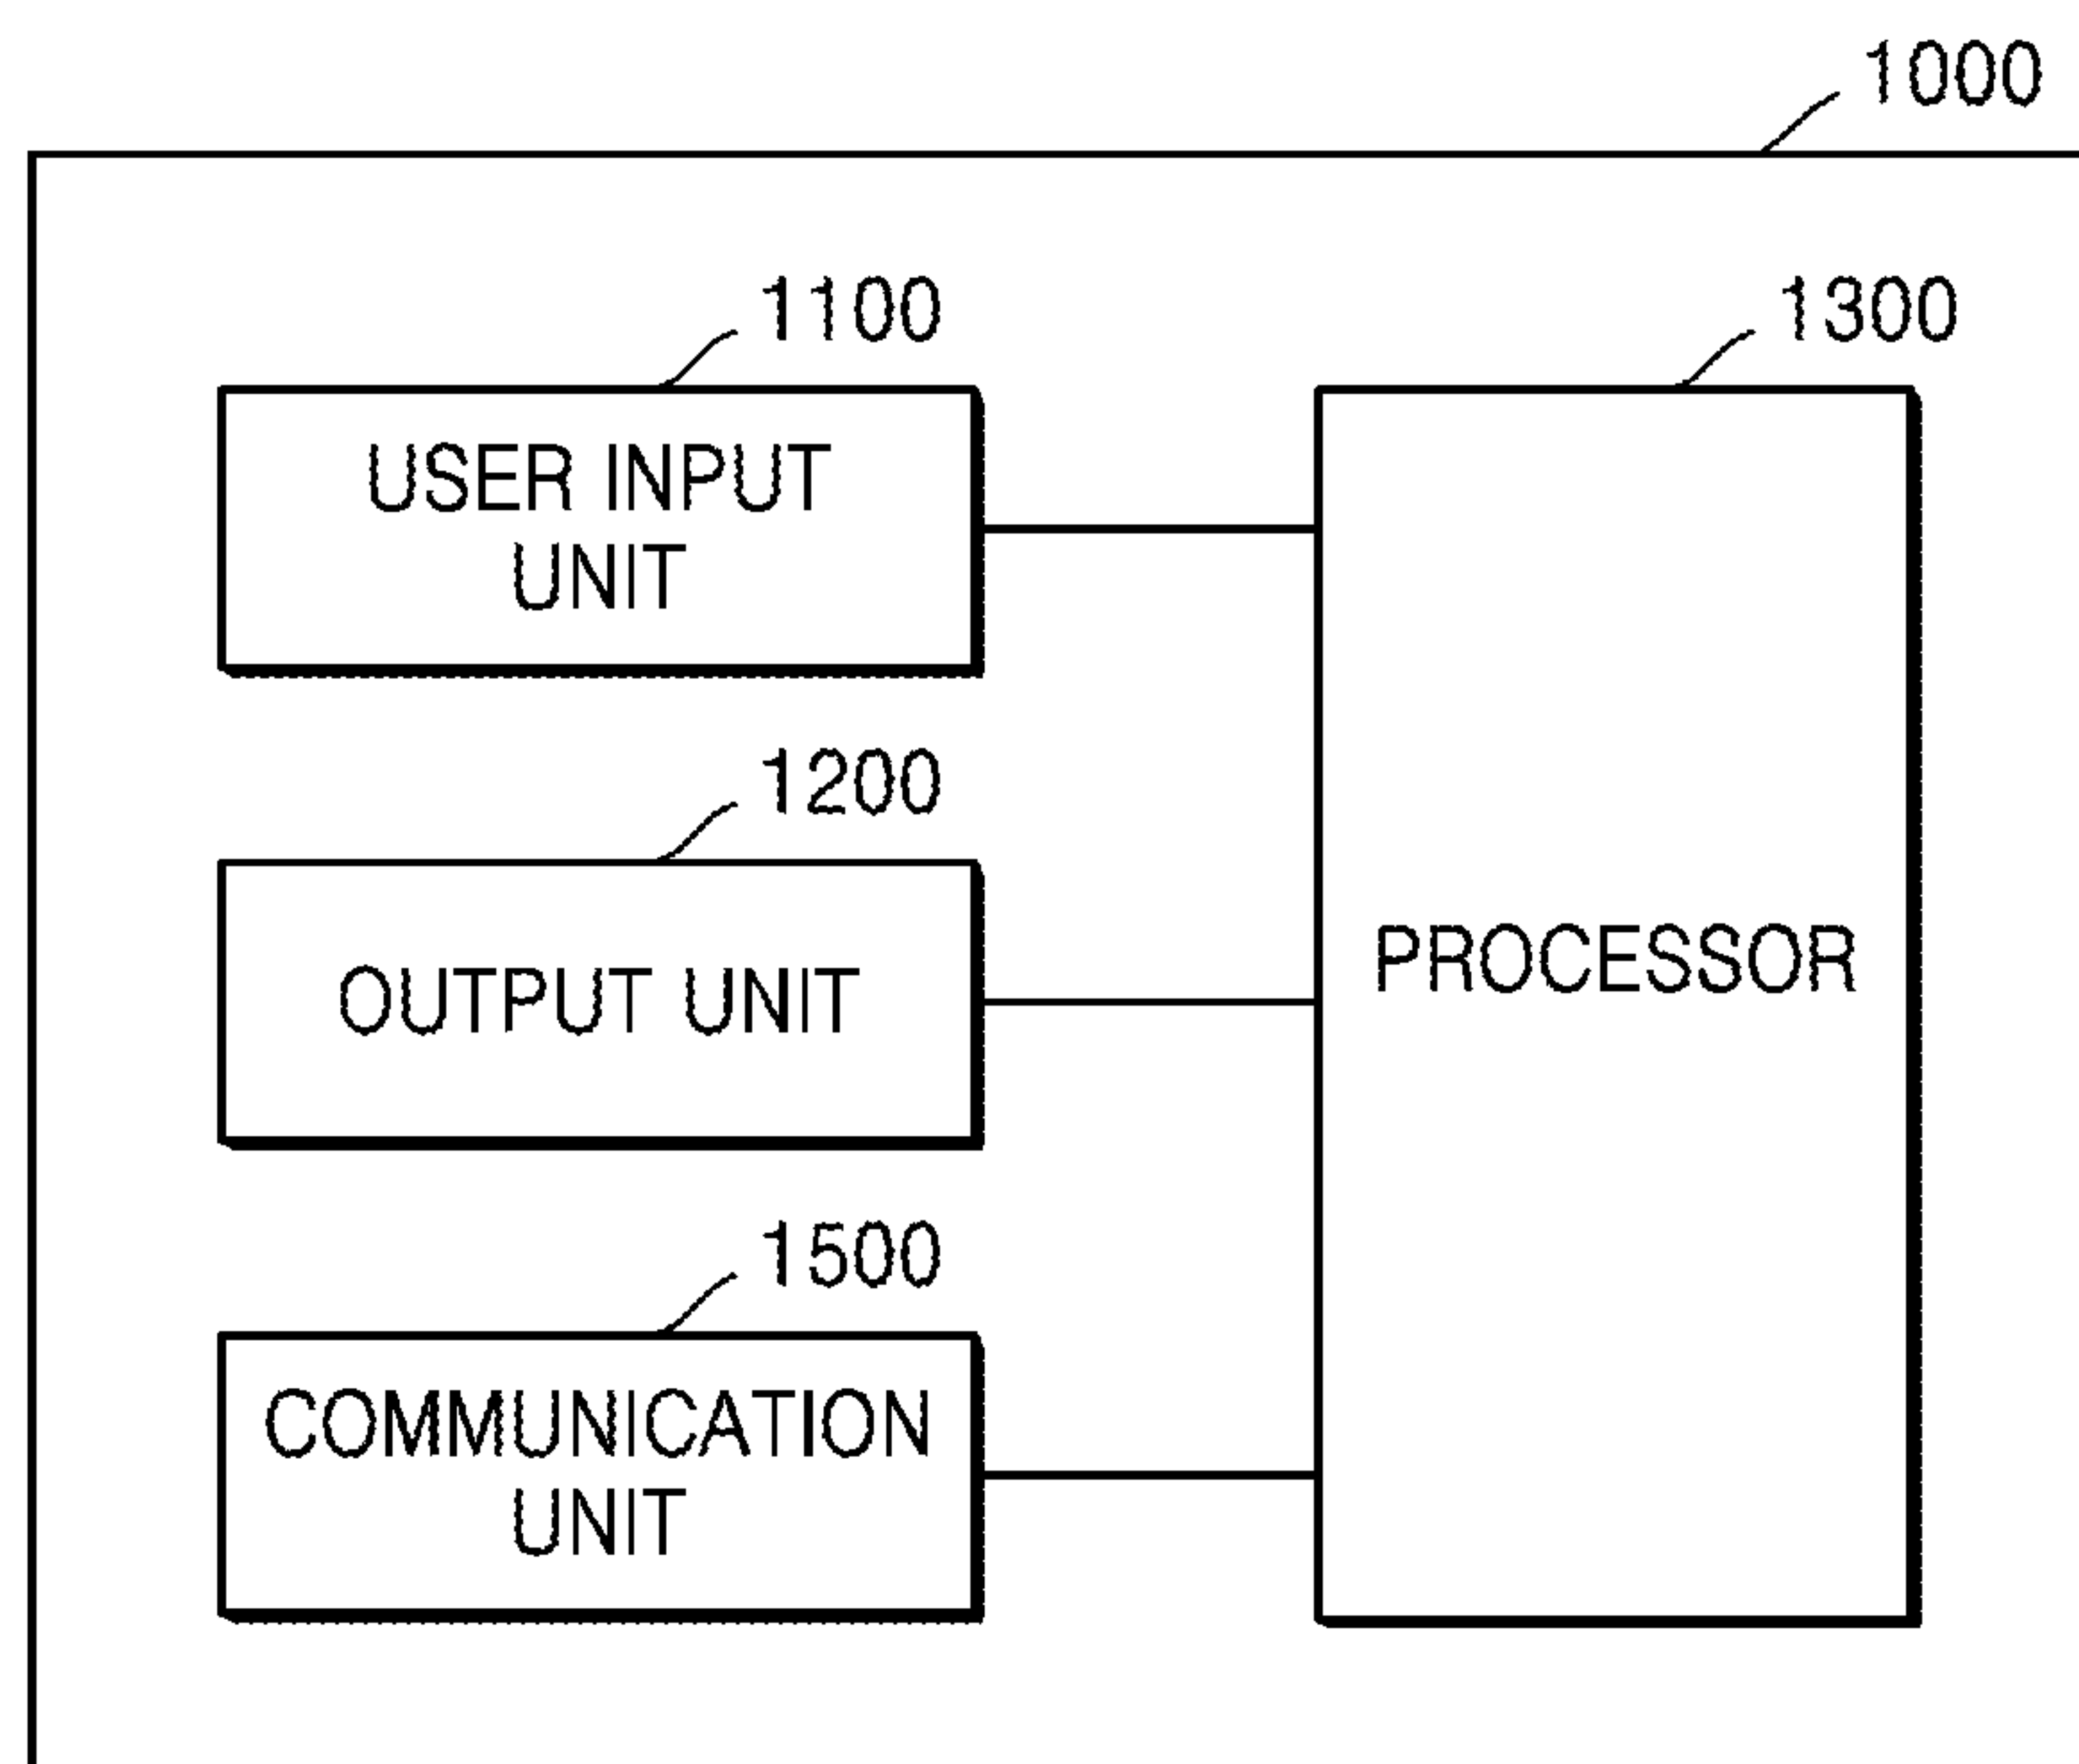 1000
1100
1300
USER INPUT
UNIT
1200
OUTPUT UNIT
PROCESSOR
1500
COMMUNICATION
UNIT